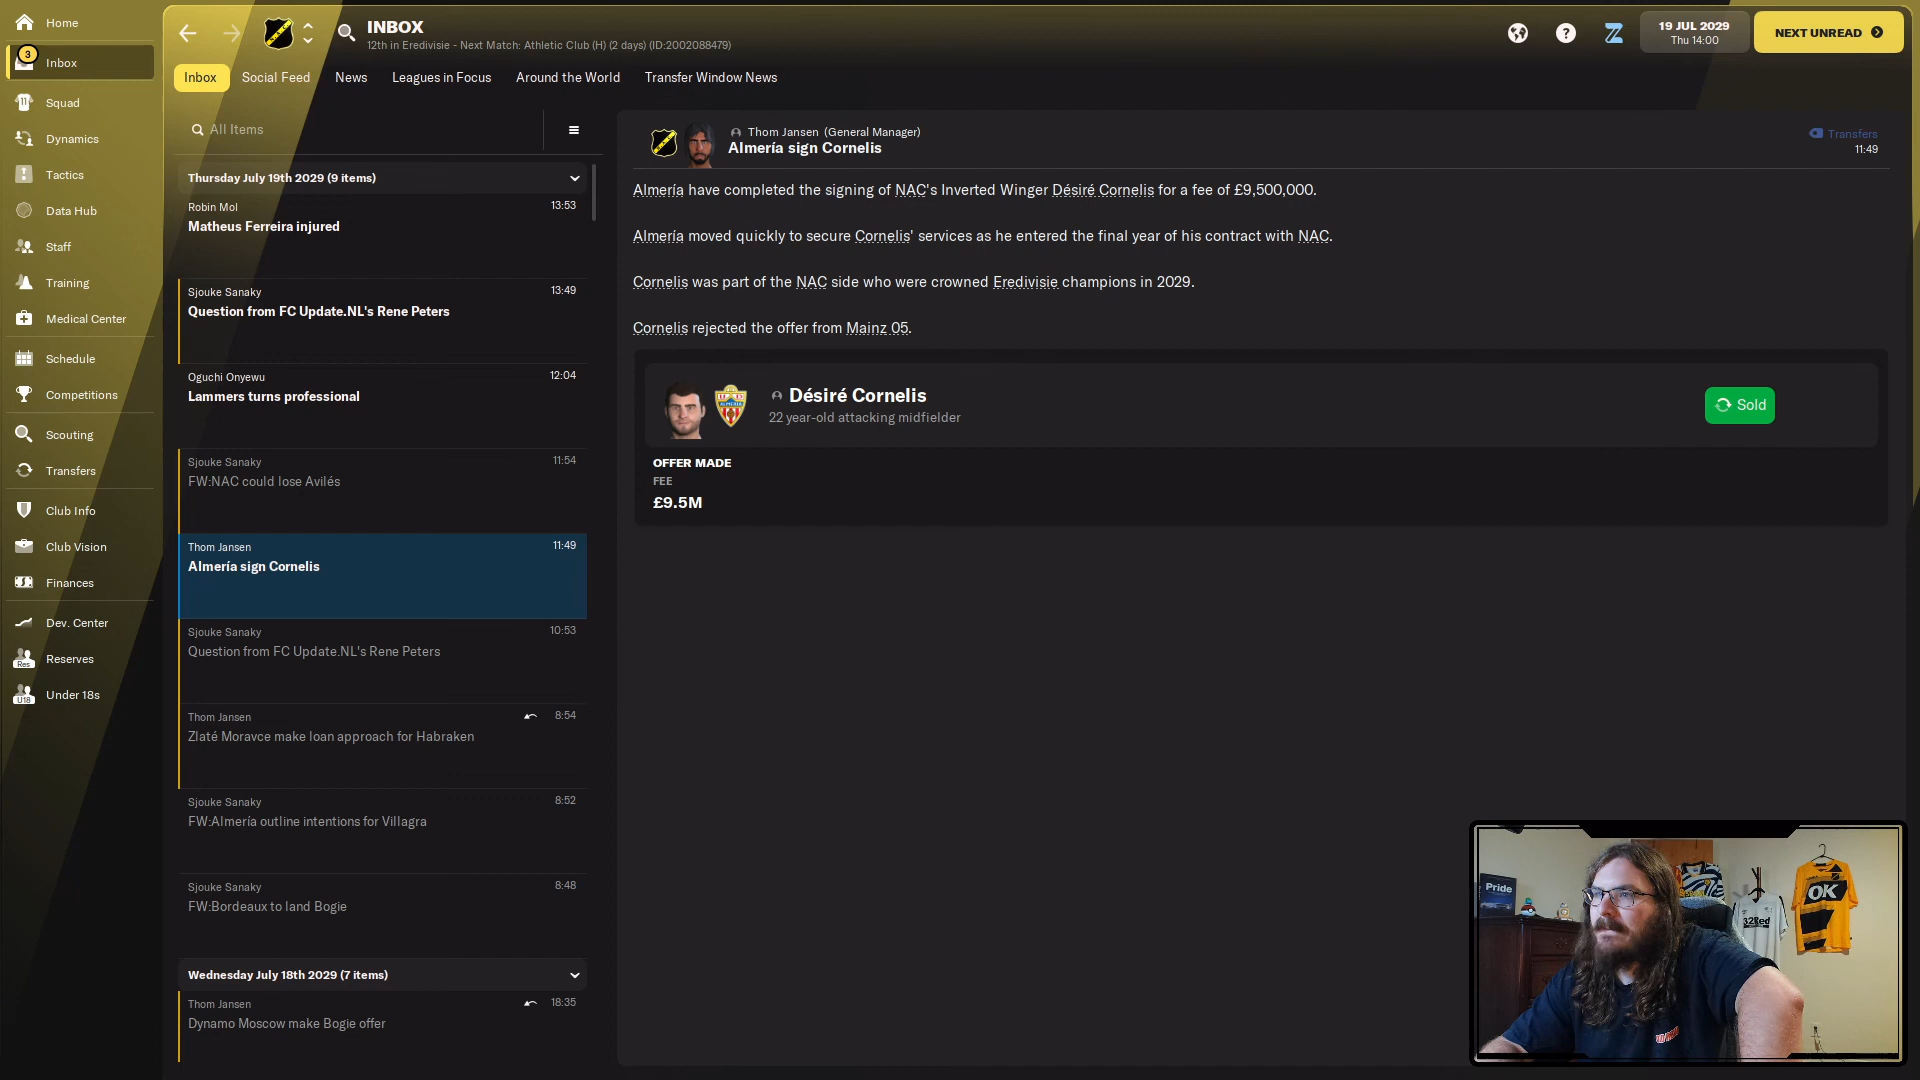 Home
3
Inbox
Squad
Dynamics
Tactics
Data Hub
Staff
Training
Medical Center
Schedule
Competitions
Scouting
Transfers
Club Info
Club Vision
Finances
Dev. Center
Res
Reserves
U18
Under 18s
INBOX
12th in Eredivisie - Next Match: Athletic Club (H) (2 days) (ID:2002088479)
19 JUL 2029
Thu 14:00
NEXT UNREAD
Inbox
Social Feed
News
Leagues in Focus
Around the World
Transfer Window News
All Items
Thursday July 19th 2029 (9 items)
Robin Mol 13:53
Matheus Ferreira injured
Sjouke Sanaky 13:49
Question from FC Update.NL's Rene Peters
Oguchi Onyewu 12:04
Lammers turns professional
Sjouke Sanaky 11:54
FW:NAC could lose Avilés
Thom Jansen 11:49
Almería sign Cornelis
Sjouke Sanaky 10:53
Question from FC Update.NL's Rene Peters
Thom Jansen 8:54
Zlaté Moravce make loan approach for Habraken
Sjouke Sanaky 8:52
FW:Almería outline intentions for Villagra
Sjouke Sanaky 8:48
FW:Bordeaux to land Bogie
Wednesday July 18th 2029 (7 items)
Thom Jansen 18:35
Dynamo Moscow make Bogie offer
Thom Jansen (General Manager)
Almería sign Cornelis
Transfers
11:49
Almería have completed the signing of NAC's Inverted Winger Désiré Cornelis for a fee of £9,500,000.
Almería moved quickly to secure Cornelis' services as he entered the final year of his contract with NAC.
Cornelis was part of the NAC side who were crowned Eredivisie champions in 2029.
Cornelis rejected the offer from Mainz 05.
Désiré Cornelis
22 year-old attacking midfielder
Sold
OFFER MADE
FEE
£9.5M
Pride
32Red
OK